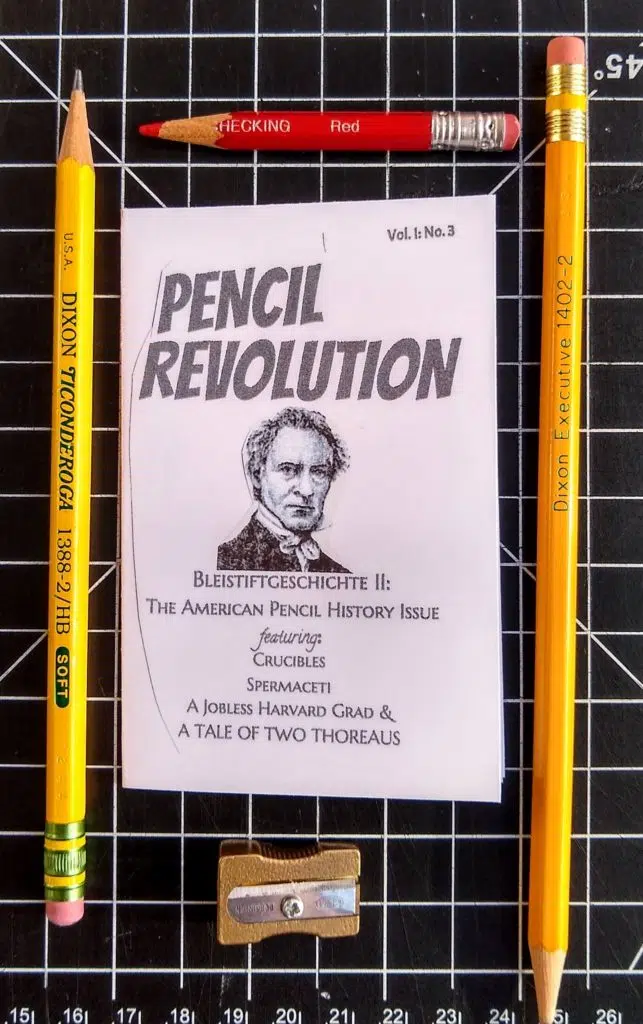 45°
HECKING Red
U.S.A. DIXON TICONDEROGA 1388-2/HB SOFT
Dixon Executive 1402-2
Vol. I: No. 3
PENCIL
REVOLUTION
BLEISTIFTGESCHICHTE II:
THE AMERICAN PENCIL HISTORY ISSUE
featuring:
CRUCIBLES
SPERMACETI
A JOBLESS HARVARD GRAD &
A TALE OF TWO THOREAUS
15 16 17 18 19 20 21 22 23 24 25 26